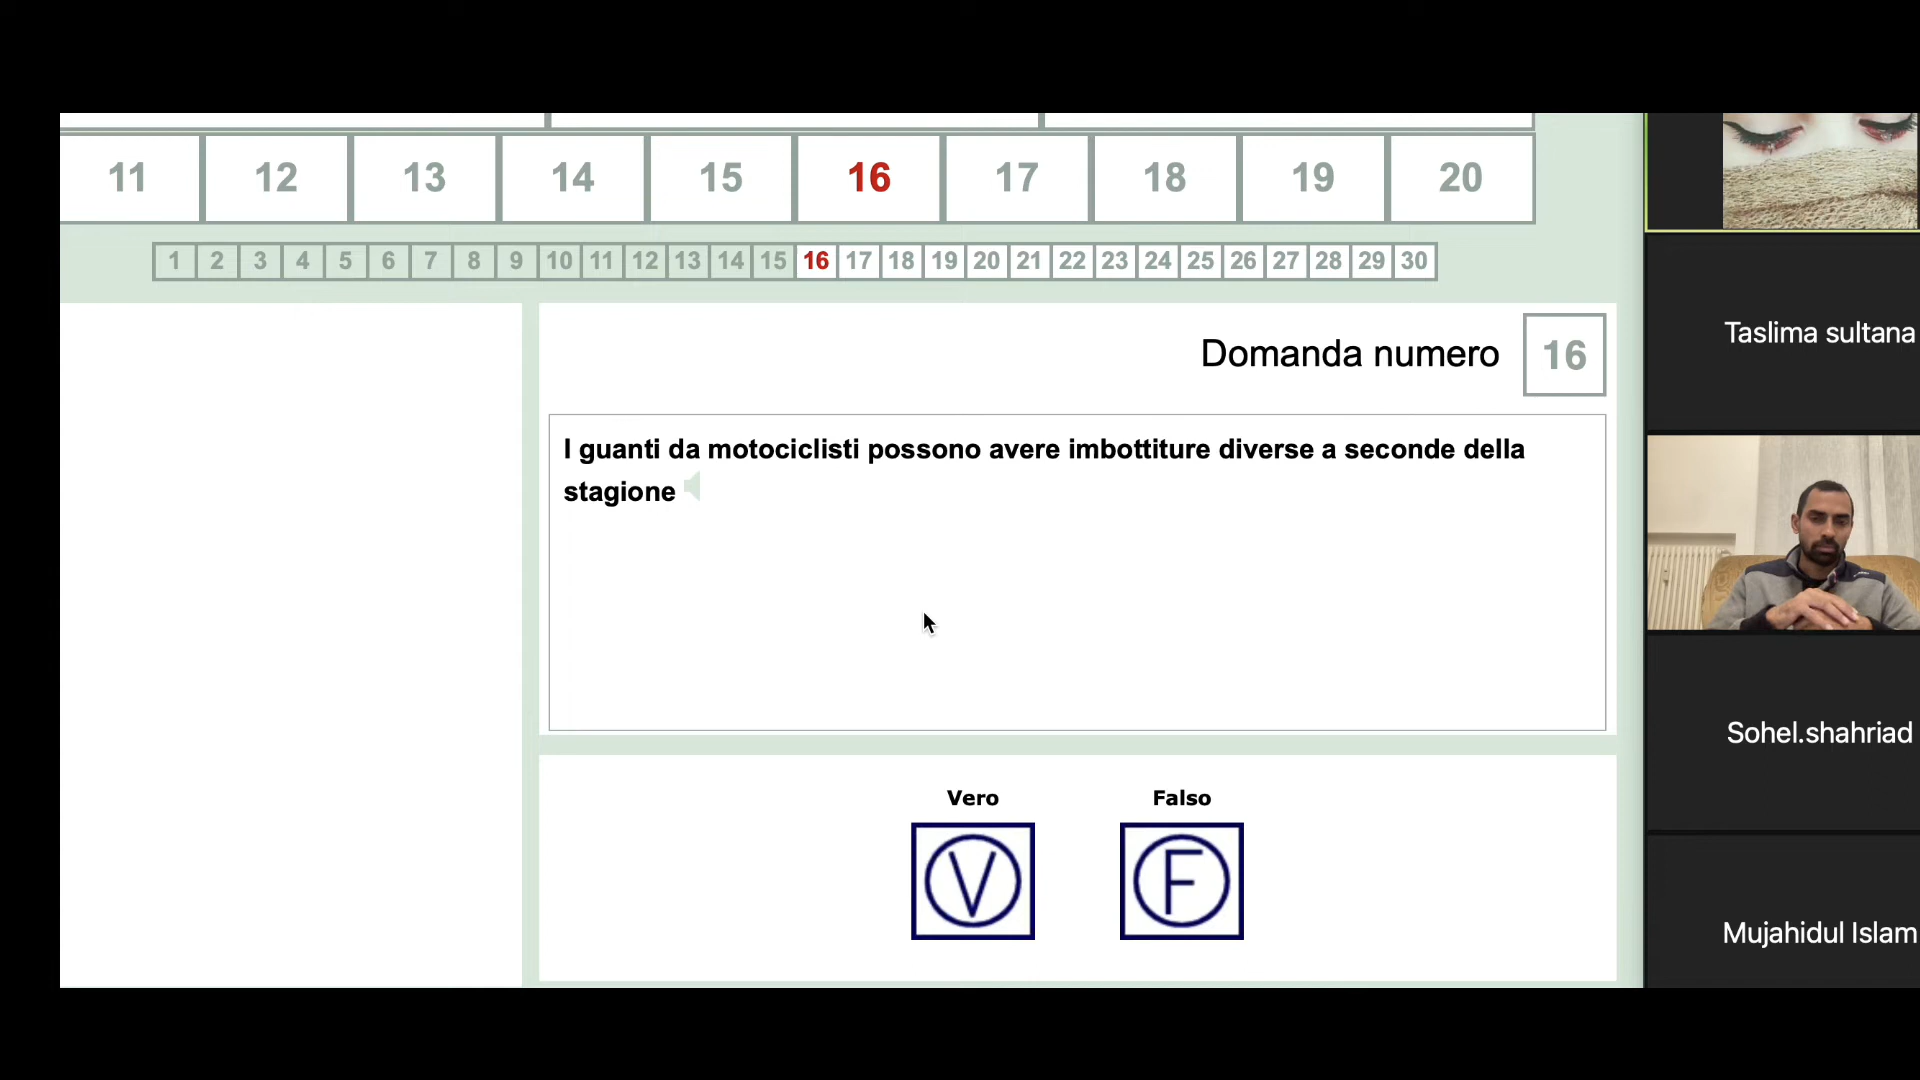 11 12 13 14 15 16 17 18 19 20
1 2 3 4 5 6 7 8 9 10 11 12 13 14 15 16 17 18 19 20 21 22 23 24 25 26 27 28 29 30
Domanda numero 16
I guanti da motociclisti possono avere imbottiture diverse a seconde della
stagione
Vero Falso
V F
Taslima sultana
Sohel.shahriad
Mujahidul Islam